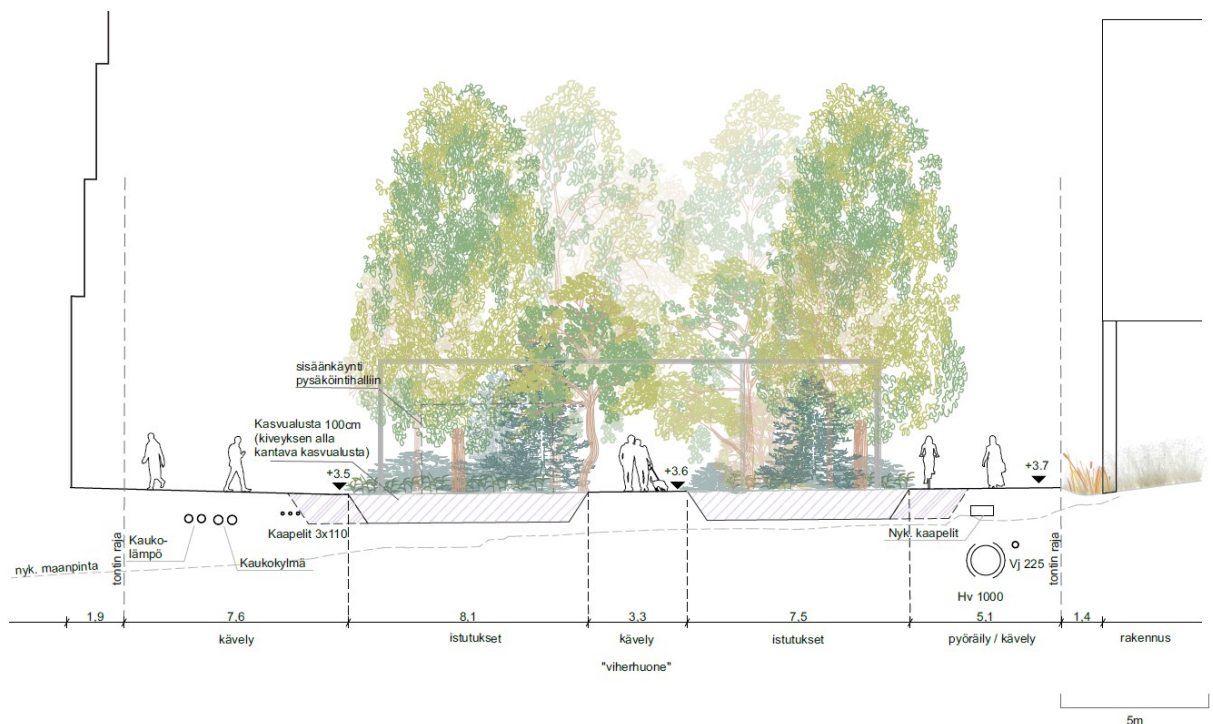 sisäänkäynti
pysäköintihalliin
Kasvualusta 100cm
(kiveyksen alla
kantava kasvualusta)
+3.5
+3.6
+3.7
Kaapelit 3x110
Kauko-
lämpö
Kaukokylmä
nyk. maanpinta
tontin raja
Nyk. kaapelit
Vj 225
Hv 1000
tontin raja
1,9
7,6
8,1
3,3
7,5
5,1
1,4
kävely
istutukset
kävely
istutukset
pyöräily / kävely
rakennus
"viherhuone"
5m